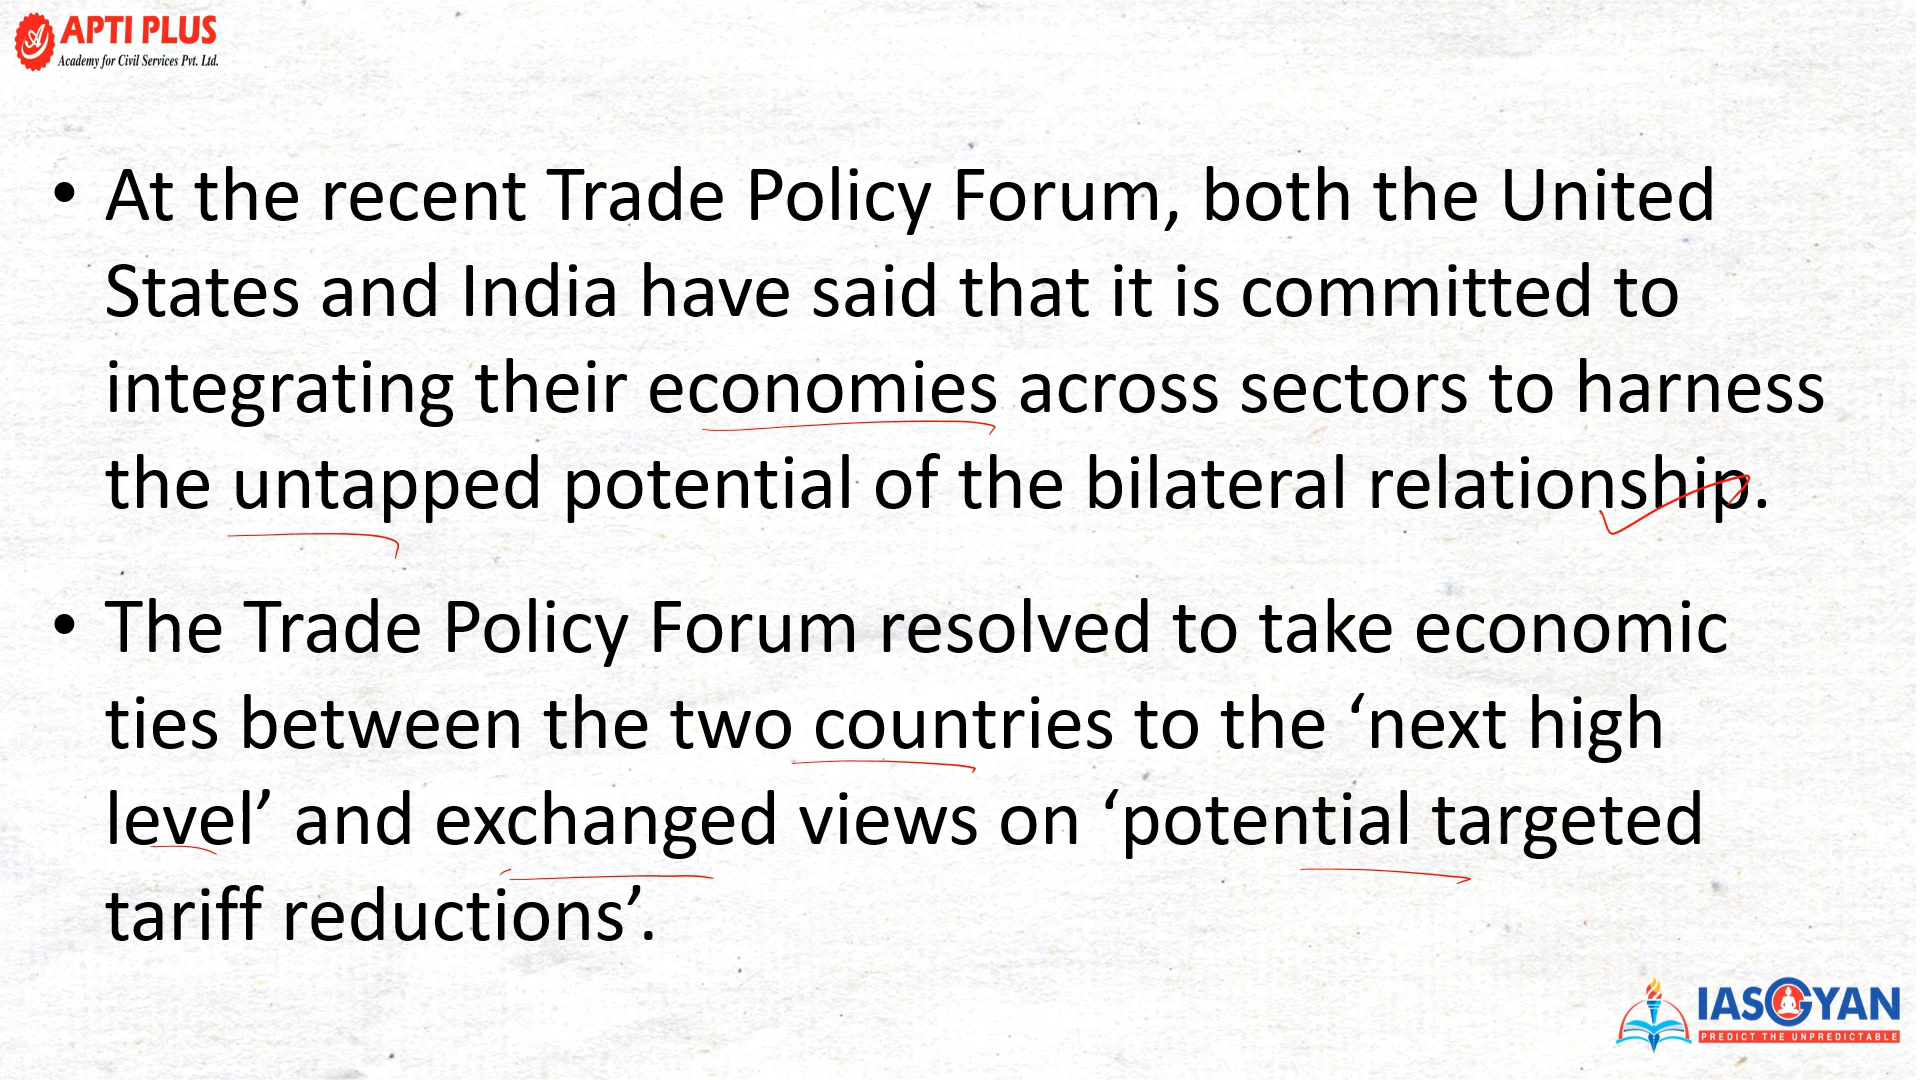 APTI PLUS
Academy for Civil Services Pvt. Ltd.
• At the recent Trade Policy Forum, both the United
States and India have said that it is committed to
integrating their economies across sectors to harness
the untapped potential of the bilateral relationship.
• The Trade Policy Forum resolved to take economic
ties between the two countries to the ‘next high
level’ and exchanged views on ‘potential targeted
tariff reductions’.
IASGYAN
PREDICT THE UNPREDICTABLE